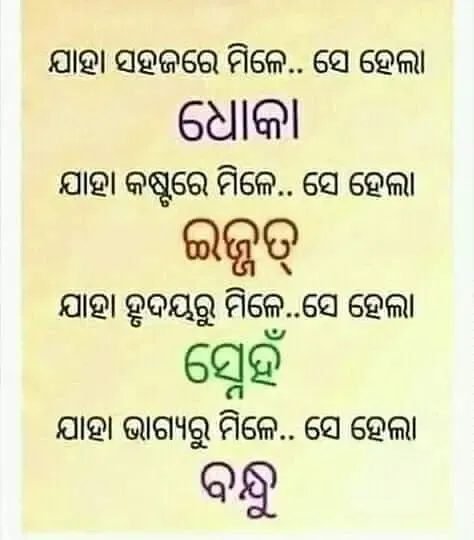 ଯାହା ସହଜରେ ମିଳେ.. ସେ ହେଲା
ଧୋକା
ଯାହା କଷ୍ଟରେ ମିଳେ.. ସେ ହେଲା
ଇଜ୍ଜତ୍
ଯାହା ହୃଦୟରୁ ମିଳେ..ସେ ହେଲା
ସ୍ନେହଁ
ଯାହା ଭାଗ୍ୟରୁ ମିଳେ.. ସେ ହେଲା
ବନ୍ଧୁ